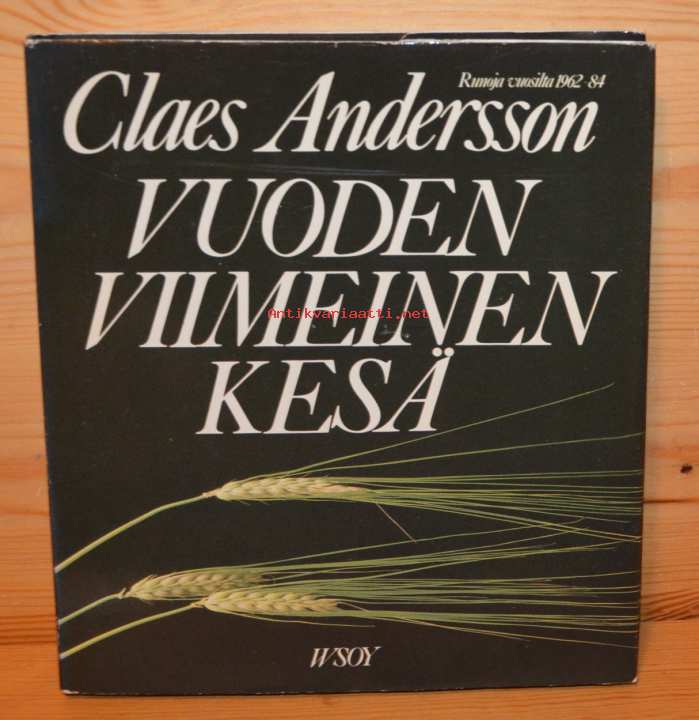 Runoja vuosilta 1962-84
Claes Andersson
VUODEN
VIIMEINEN
Antikvariaatti.net
KESÄ
WSOY